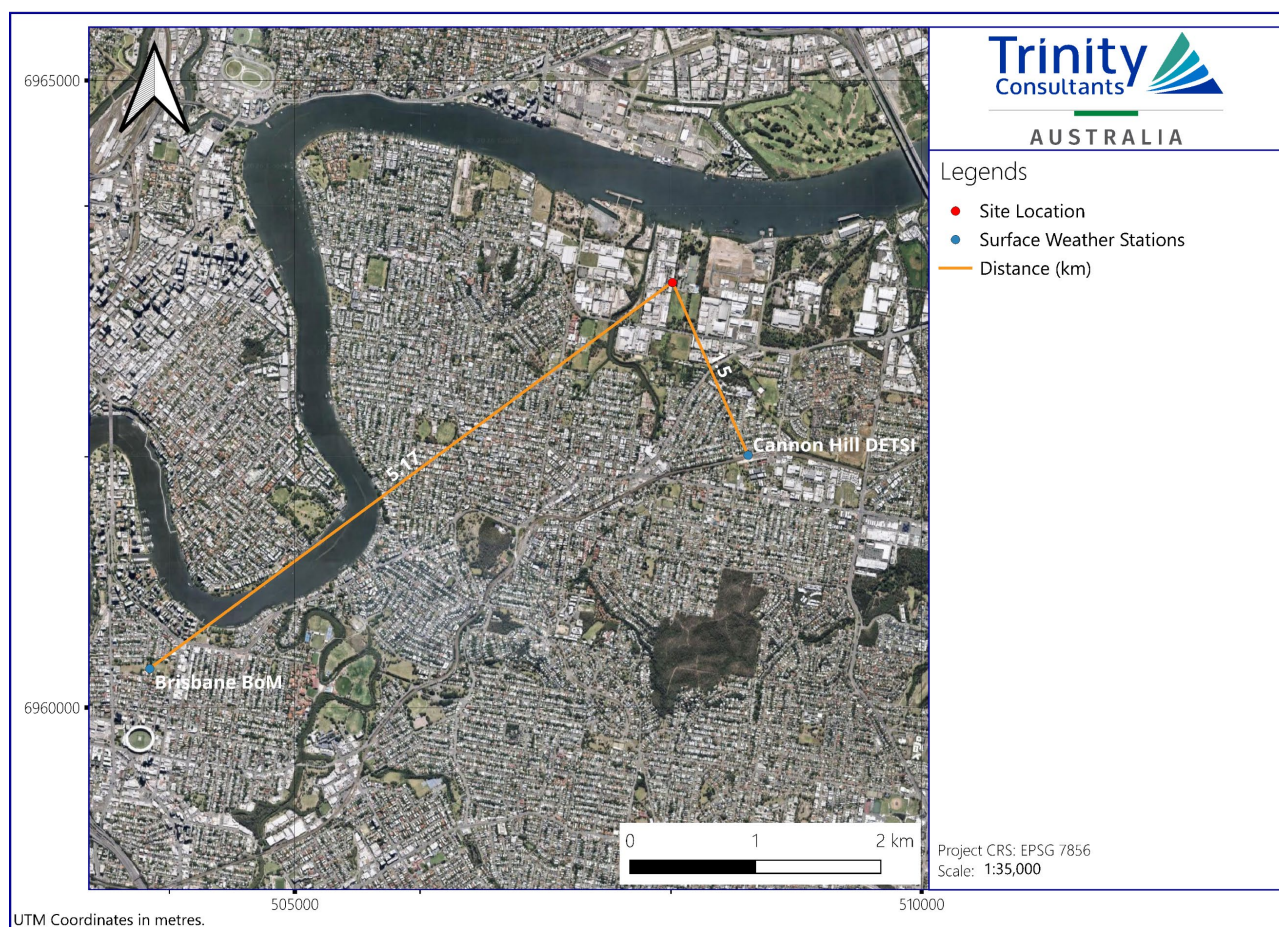 Trinity
Consultants
AUSTRALIA
Legends
Site Location
Surface Weather Stations
Distance (km)
6965000
6960000
1.5
5.17
Cannon Hill DETSI
Brisbane BoM
0 1 2 km
Project CRS: EPSG 7856
Scale: 1:35,000
505000 510000
UTM Coordinates in metres.